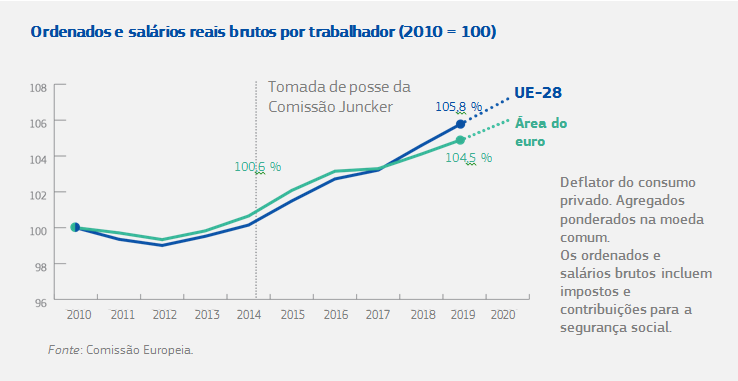 Ordenados e salários reais brutos por trabalhador (2010 = 100)
108
106
104
102
100
98
96
Tomada de posse da
Comissão Juncker
100,6 %
105,8 %
104,5 %
UE-28
Área do
euro
2010 2011 2012 2013 2014 2015 2016 2017 2018 2019 2020
Deflator do consumo
privado. Agregados
ponderados na moeda
comum.
Os ordenados e
salários brutos incluem
impostos e
contribuições para a
segurança social.
Fonte: Comissão Europeia.